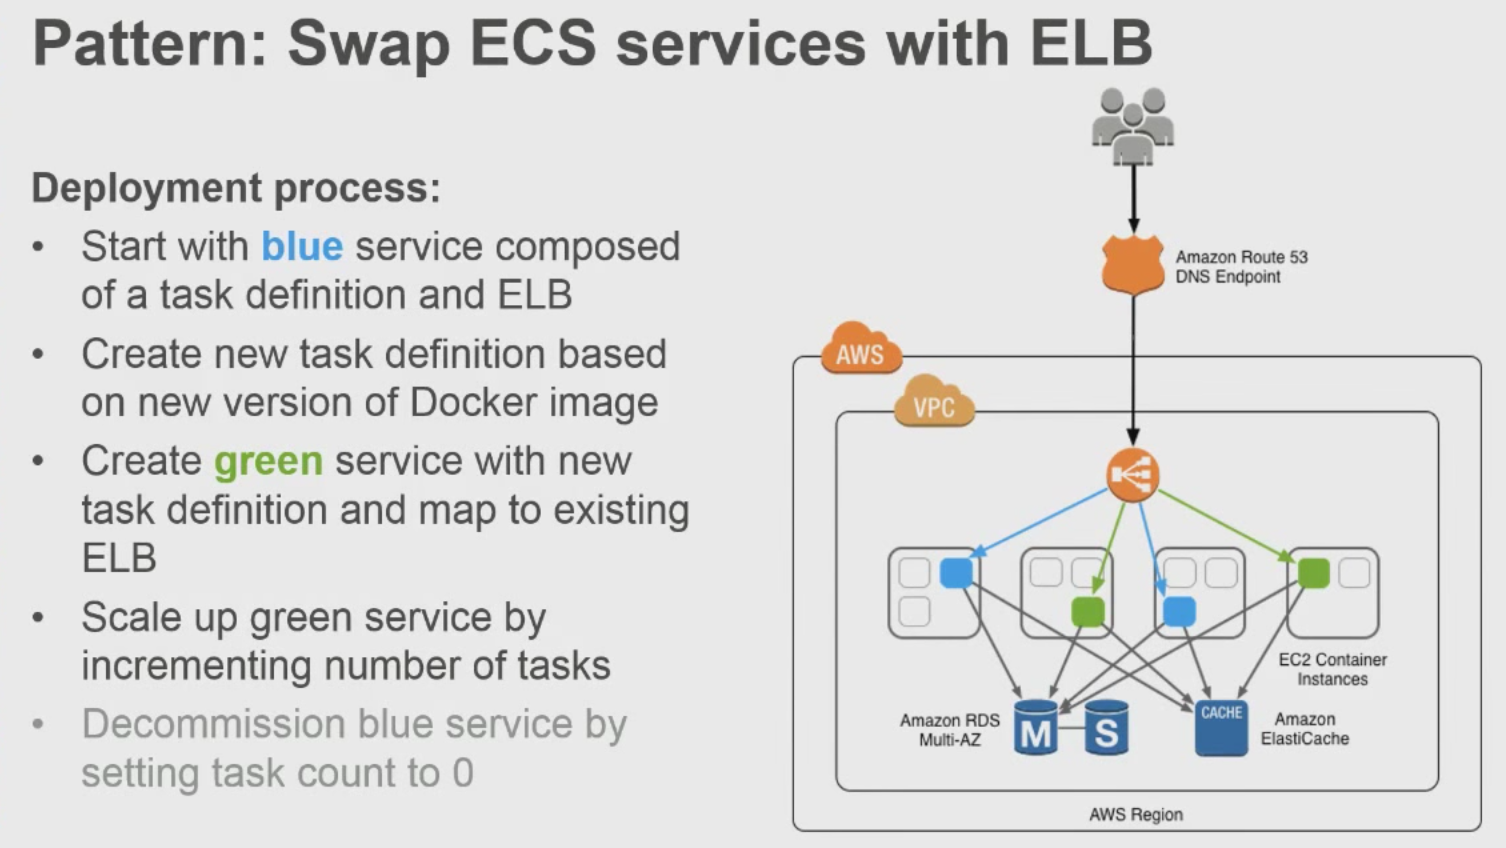 Pattern: Swap ECS services with ELB
Deployment process:
• Start with blue service composed
of a task definition and ELB
• Create new task definition based
on new version of Docker image
• Create green service with new
task definition and map to existing
ELB
• Scale up green service by
incrementing number of tasks
• Decommission blue service by
setting task count to 0
Amazon Route 53
DNS Endpoint
AWS
VPC
EC2 Container
Instances
Amazon RDS
Multi-AZ
M
S
CACHE
Amazon
ElastiCache
AWS Region